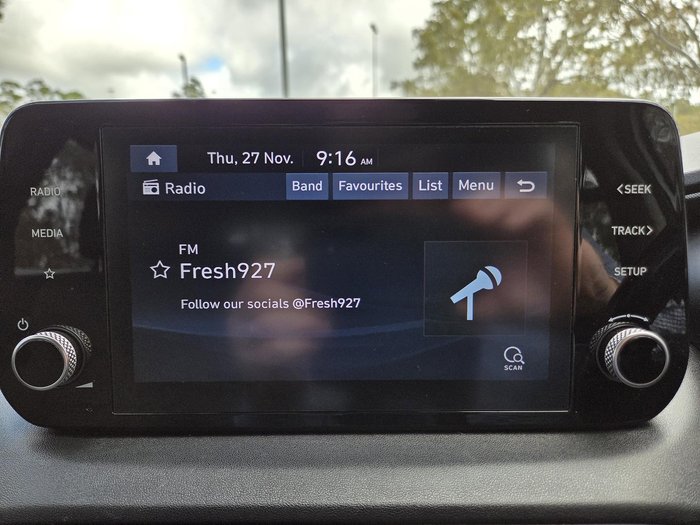 Thu, 27 Nov. 9:16 AM
RADIO
Radio Band Favourites List Menu
<SEEK
MEDIA
TRACK>
FM
Fresh927
SETUP
Follow our socials @Fresh927
SCAN